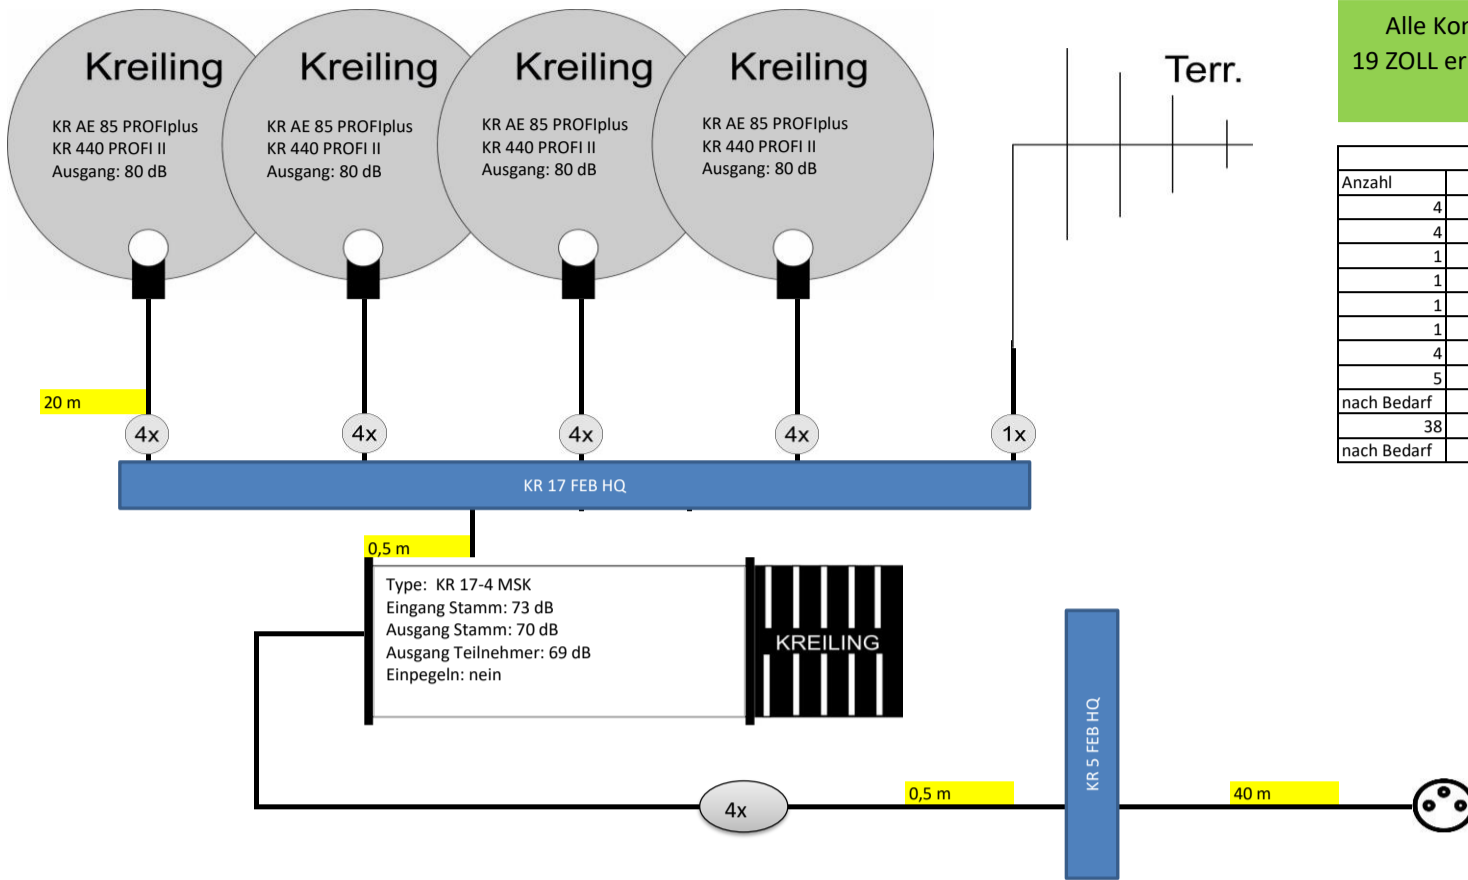 Kreiling
KR AE 85 PROFIplus
KR 440 PROFI II
Ausgang: 80 dB
Kreiling
KR AE 85 PROFIplus
KR 440 PROFI II
Ausgang: 80 dB
Kreiling
KR AE 85 PROFIplus
KR 440 PROFI II
Ausgang: 80 dB
Kreiling
KR AE 85 PROFIplus
KR 440 PROFI II
Ausgang: 80 dB
Terr.
Alle Kor
19 ZOLL er
Anzahl
4
4
1
1
1
1
4
5
nach Bedarf
38
nach Bedarf
20 m
4x
4x
4x
4x
1x
KR 17 FEB HQ
0,5 m
Type: KR 17-4 MSK
Eingang Stamm: 73 dB
Ausgang Stamm: 70 dB
Ausgang Teilnehmer: 69 dB
Einpegeln: nein
KREILING
4x
0,5 m
KR 5 FEB HQ
40 m